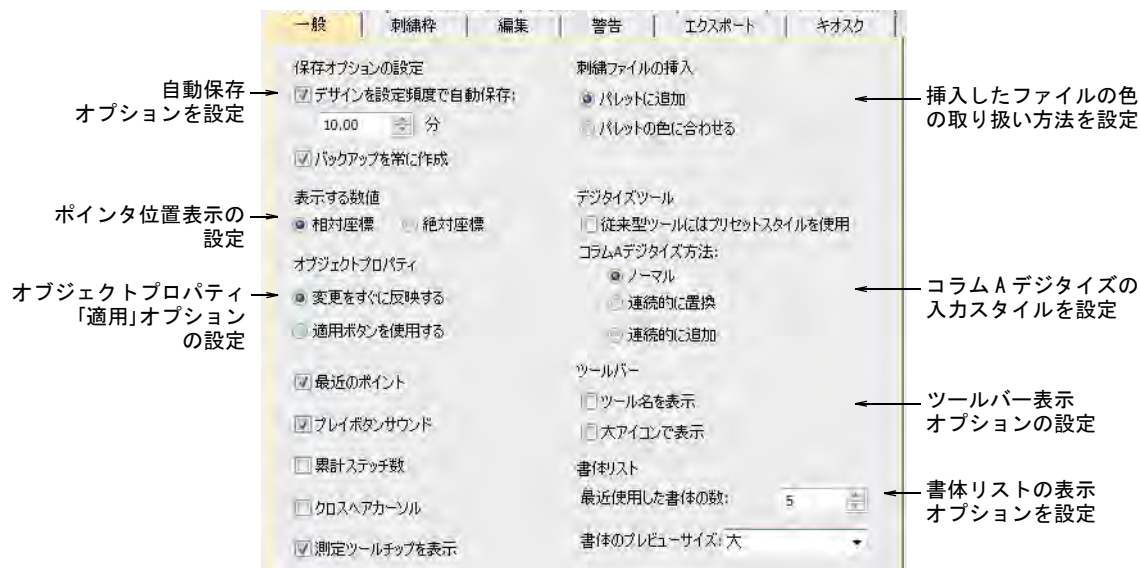 一般 刺繍枠 編集 警告 エクスポート キオスク
自動保存
オプションを設定
ポインタ位置表示の
設定
オブジェクトプロパティ
「適用」オプション
の設定
保存オプションの設定
デザインを設定頻度で自動保存:
10.00 分
バックアップを常に作成
表示する数値
相対座標 絶対座標
オブジェクトプロパティ
変更をすぐに反映する
適用ボタンを使用する
最近のポイント
プレイボタンサウンド
累計ステッチ数
クロスヘアカーソル
測定ツールチップを表示
刺繍ファイルの挿入
パレットに追加
パレットの色に合わせる
デジタイズツール
従来型ツールにはプリセットスタイルを使用
コラムAデジタイズ方法:
ノーマル
連続的に置換
連続的に追加
ツールバー
ツール名を表示
大アイコンで表示
書体リスト
最近使用した書体の数: 5
書体のプレビューサイズ: 大
挿入したファイルの色
の取り扱い方法を設定
コラム A デジタイズの
入力スタイルを設定
ツールバー表示
オプションの設定
書体リストの表示
オプションを設定